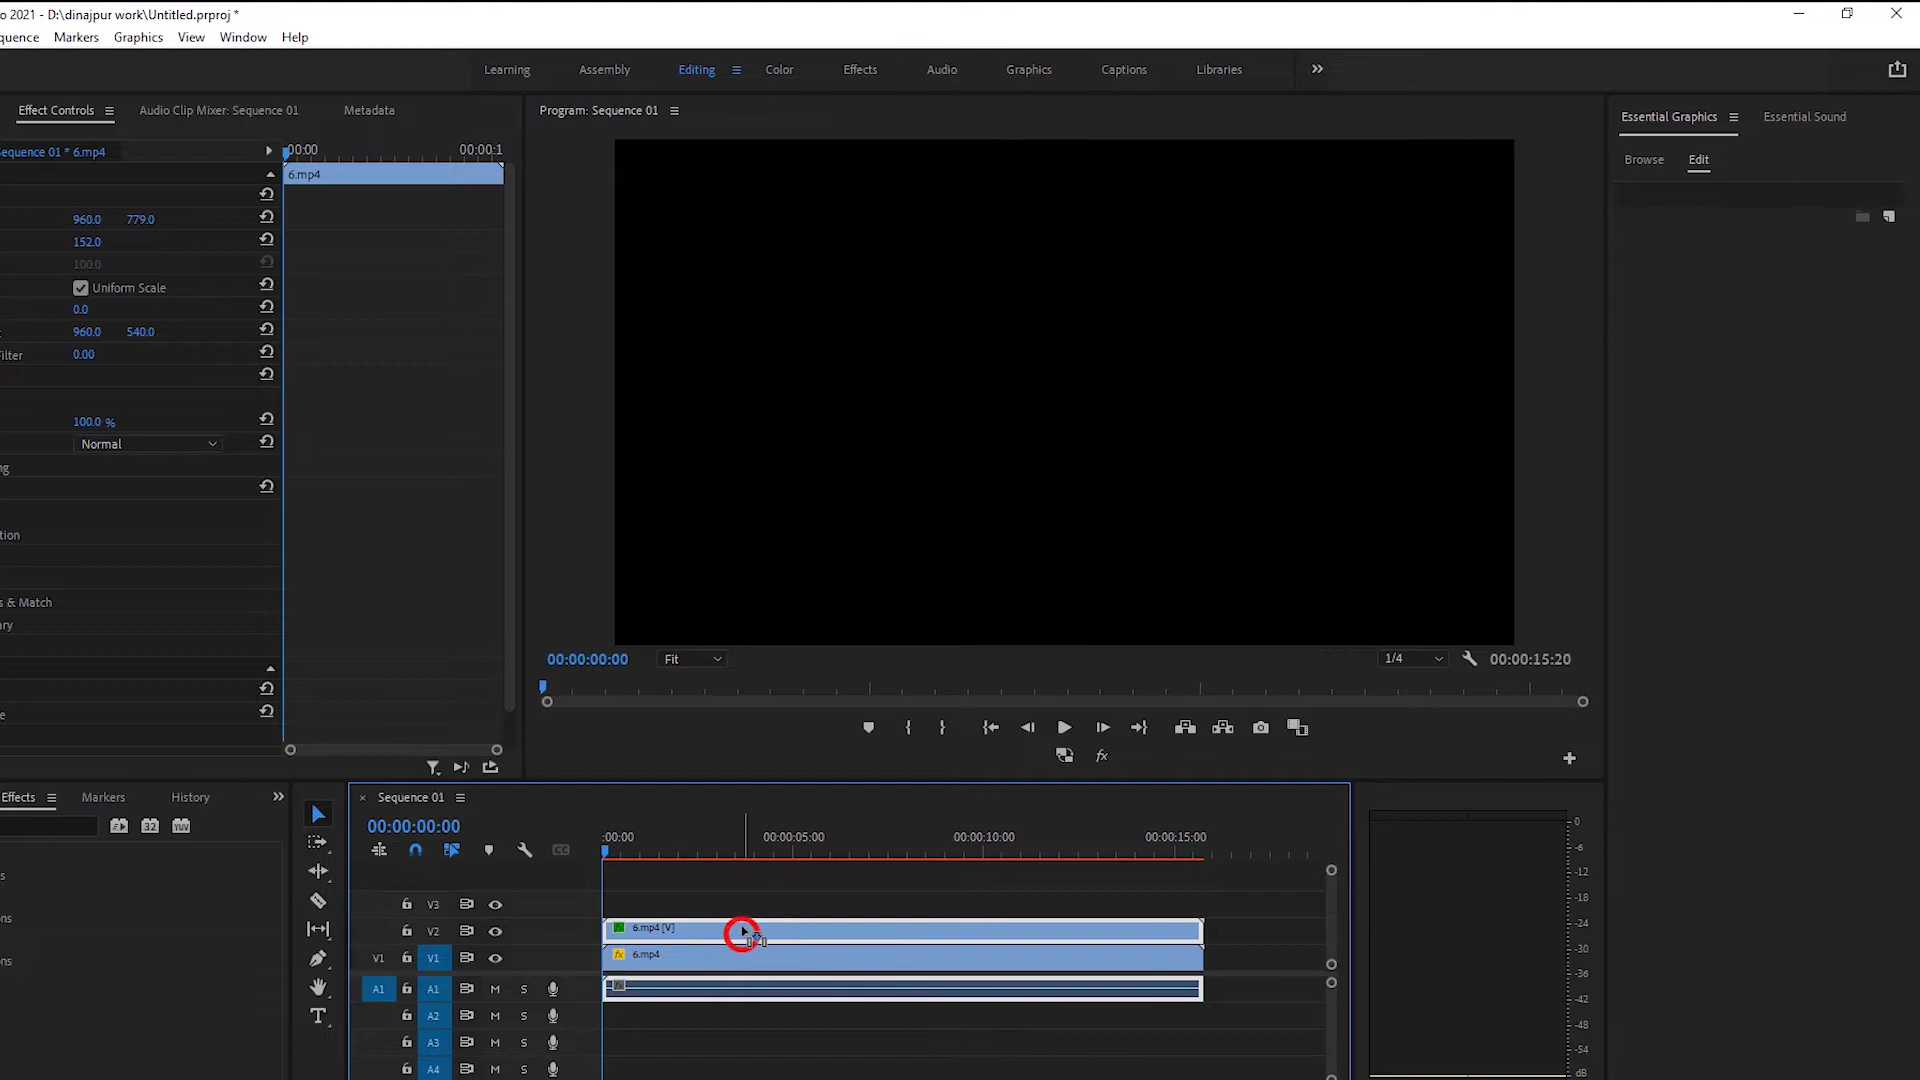 o 2021 - D:\dinajpur work\Untitled.prproj *
quence Markers Graphics View Window Help
Learning Assembly Editing Color Effects Audio Graphics Captions Libraries
Effect Controls Audio Clip Mixer: Sequence 01 Metadata
Program: Sequence 01
Essential Graphics Essential Sound
Browse Edit
equence 01 * 6.mp4
:00:00 00:00:1
6.mp4
960.0 779.0
152.0
100.0
Uniform Scale
0.0
960.0 540.0
ilter 0.00
100.0 %
Normal
ng
tion
s & Match
ary
e
00:00:00:00 Fit 1/4 00:00:15:20
Effects Markers History
32 YUV
s
ons
ons
Sequence 01
00:00:00:00
:00:00 00:00:05:00 00:00:10:00 00:00:15:00
V3
V2 6.mp4 [V]
V1 V1 6.mp4
A1 A1 M S
A2 M S
A3 M S
A4 M S
0
-6
-12
-18
-24
-30
-36
-42
-48
-54
dB